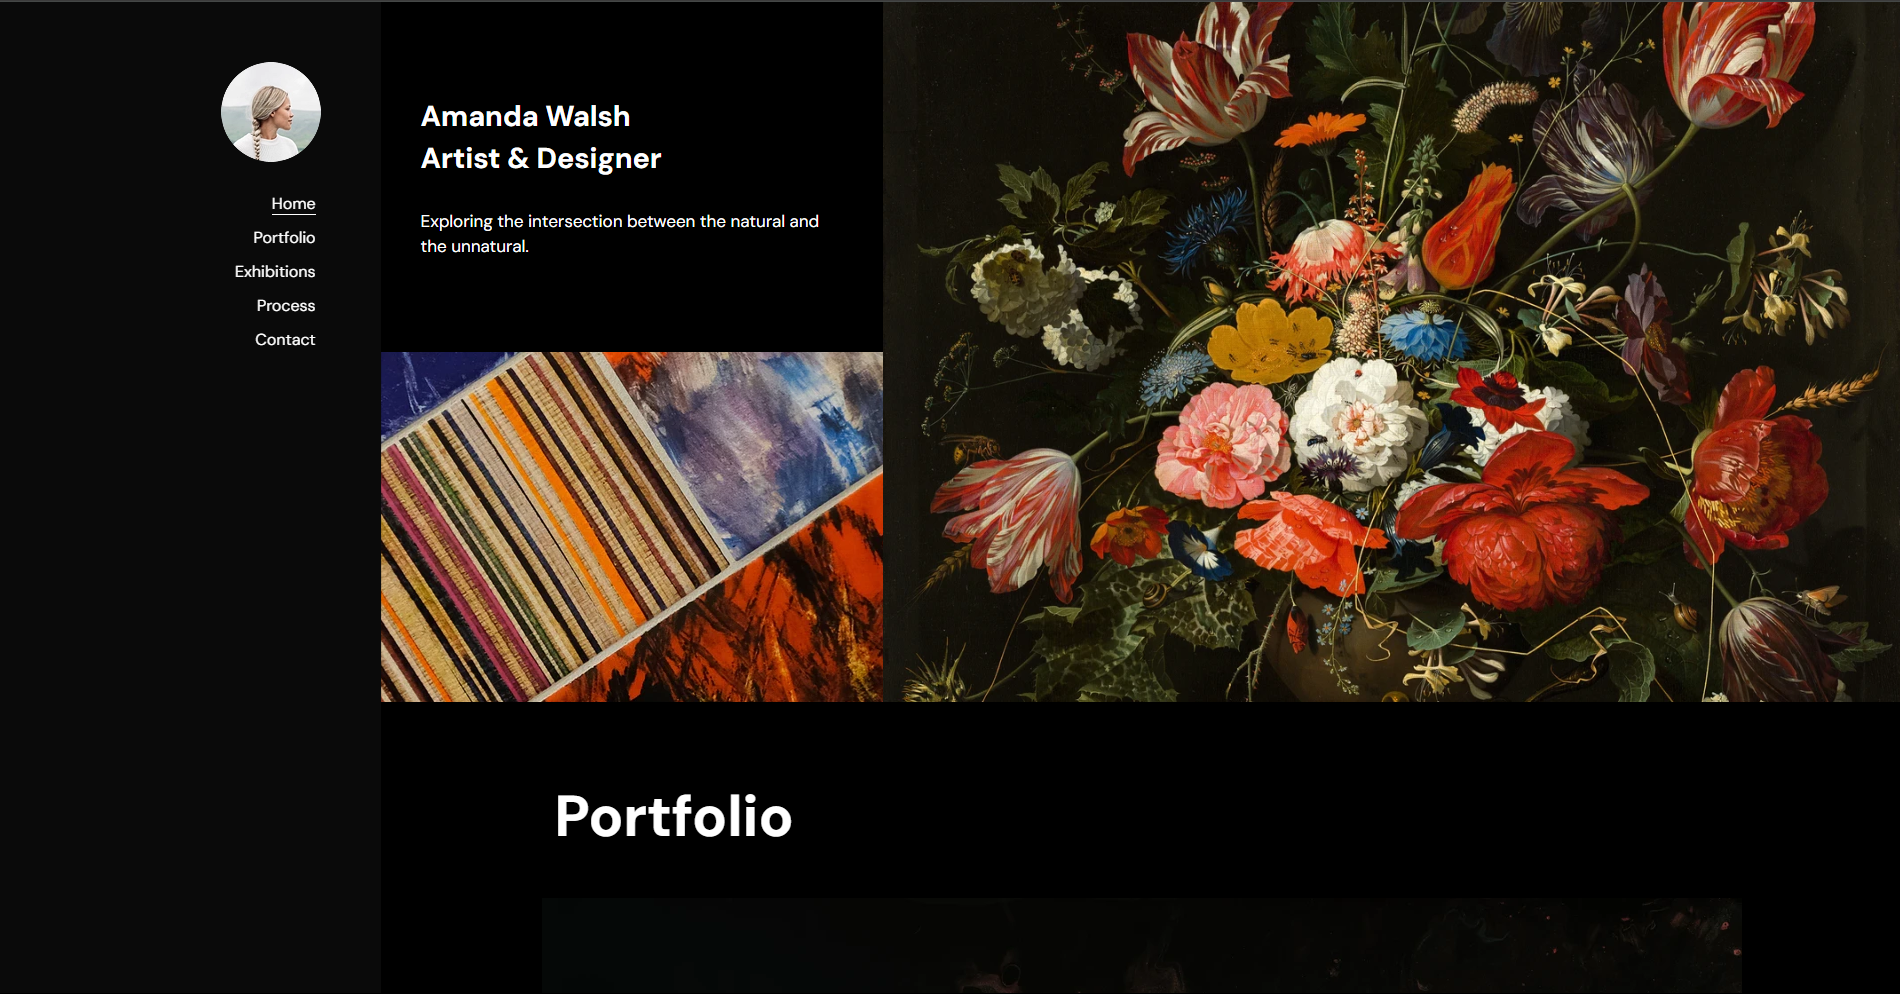 Home
Portfolio
Exhibitions
Process
Contact
Amanda Walsh
Artist & Designer
Exploring the intersection between the natural and
the unnatural.
Portfolio